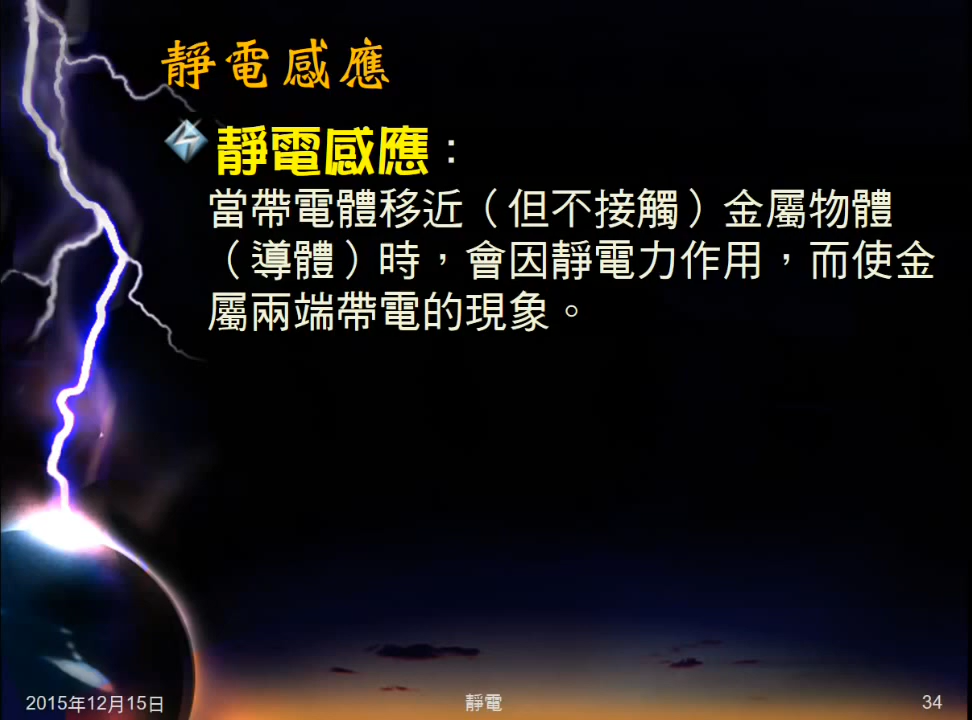 靜電感應
靜電感應：
當帶電體移近（但不接觸）金屬物體
（導體）時，會因靜電力作用，而使金
屬兩端帶電的現象。
2015年12月15日
靜電
34